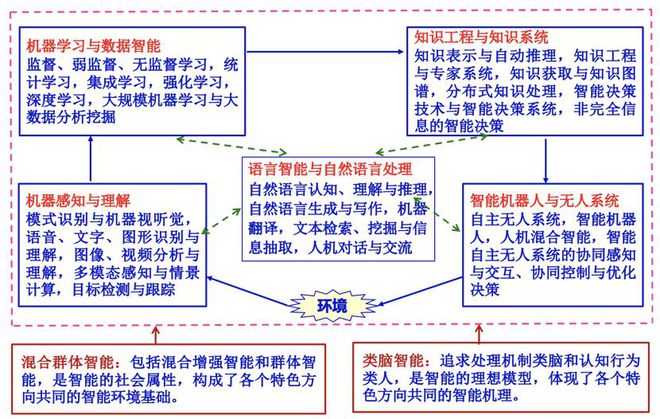 机器学习与数据智能
监督、弱监督、无监督学习，统
计学习，集成学习，强化学习，
深度学习，大规模机器学习与大
数据分析挖掘
知识工程与知识系统
知识表示与自动推理，知识工程
与专家系统，知识获取与知识图
谱，分布式知识处理，智能决策
技术与智能决策系统，非完全信
息的智能决策
语言智能与自然语言处理
自然语言认知、理解与推理，
自然语言生成与写作，机器
翻译，文本检索、挖掘与信
息抽取，人机对话与交流
机器感知与理解
模式识别与机器视听觉，
语音、文字、图形识别与
理解，图像、视频分析与
理解，多模态感知与情景
计算，目标检测与跟踪
智能机器人与无人系统
自主无人系统，智能机器
人，人机混合智能，智能
自主无人系统的协同感知
与交互、协同控制与优化
决策
环境
混合群体智能：包括混合增强智能和群体智
能，是智能的社会属性，构成了各个特色方
向共同的智能环境基础。
类脑智能：追求处理机制类脑和认知行为
类人，是智能的理想模型，体现了各个特
色方向共同的智能机理。